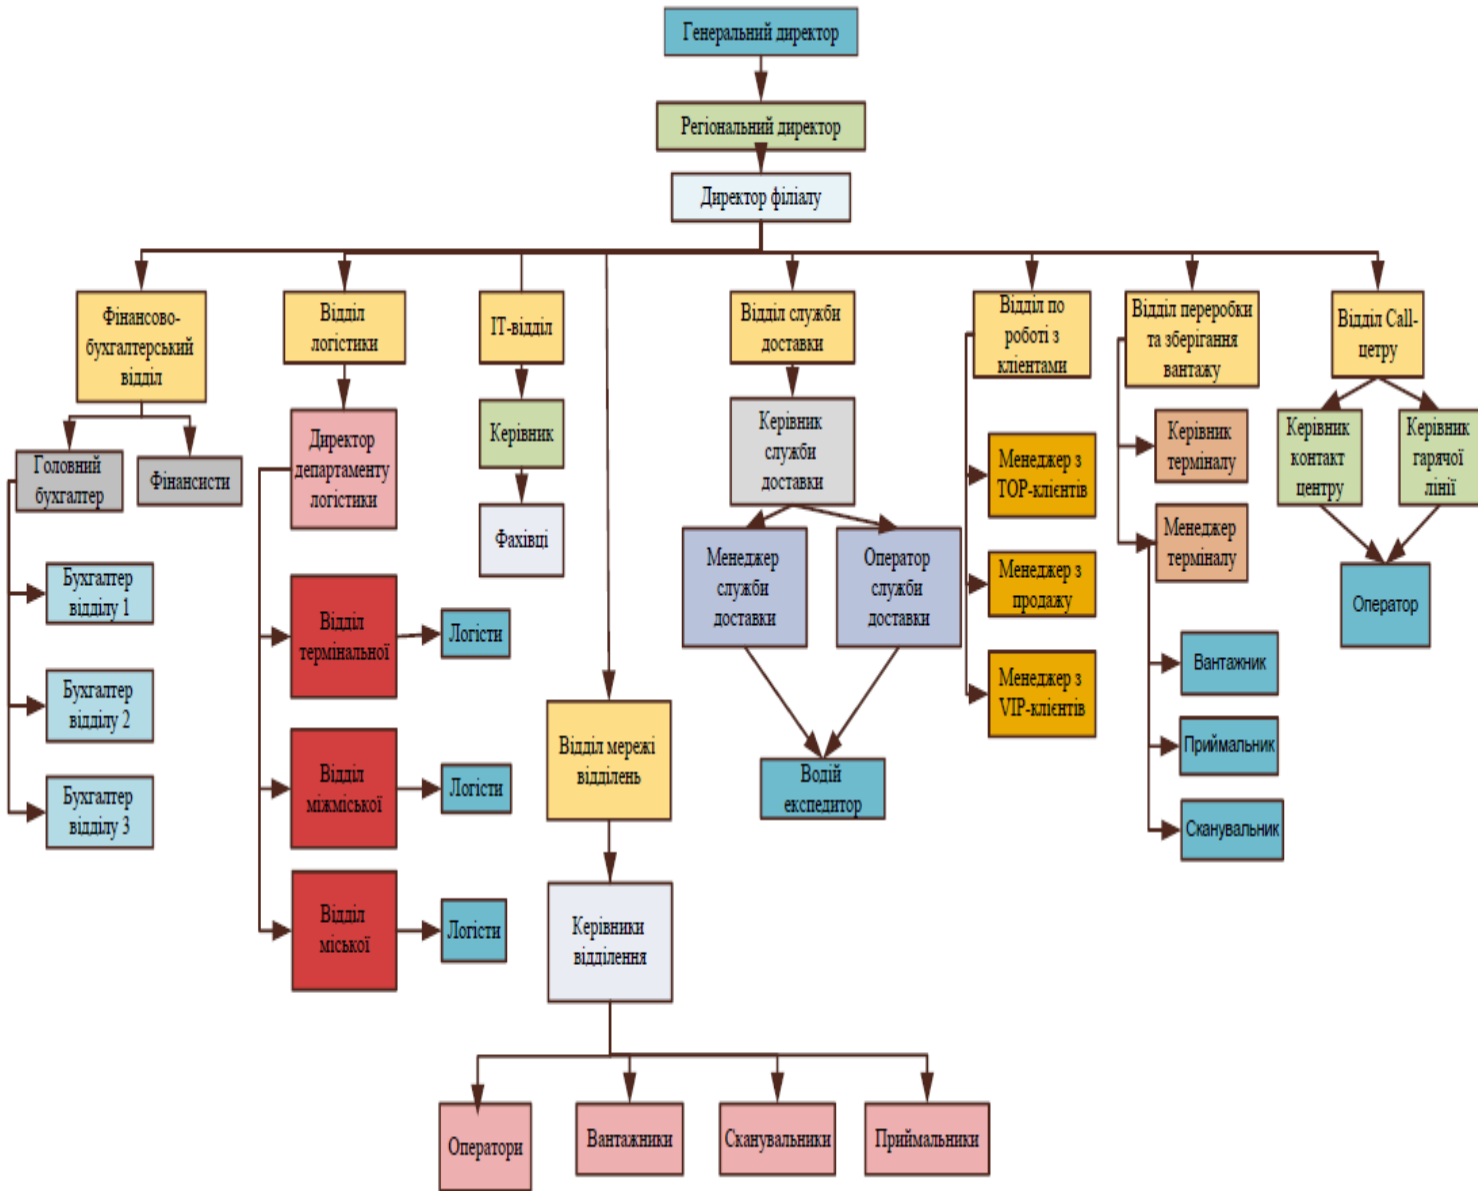 Генеральний директор
Регіональний директор
Директор філіалу
Фінансово-
бухгалтерський
відділ
Відділ
логістики
ІТ-відділ
Відділ служби
доставки
Відділ по
роботі з
кліентами
Відділ переробки
та зберігання
вантажу
Відділ Call-
цетру
Головний
бухгалтер
Фінансисти
Бухгалтер
відділу 1
Бухгалтер
відділу 2
Бухгалтер
відділу 3
Директор
департаменту
логістики
Відділ
термінальної
Логісти
Відділ
міжміської
Логісти
Відділ
міської
Логісти
Керівник
Фахівці
Відділ мережі
відділень
Керівники
відділення
Оператори
Вантажники
Сканувальники
Приймальники
Керівник
служби
доставки
Менеджер
служби
доставки
Оператор
служби
доставки
Водій
експедитор
Менеджер з
TOP-клієнтів
Менеджер з
продажу
Менеджер з
VIP-клієнтів
Керівник
терміналу
Менеджер
терміналу
Вантажник
Приймальник
Сканувальник
Керівник
контакт
центру
Керівник
гарячої
лінії
Оператор